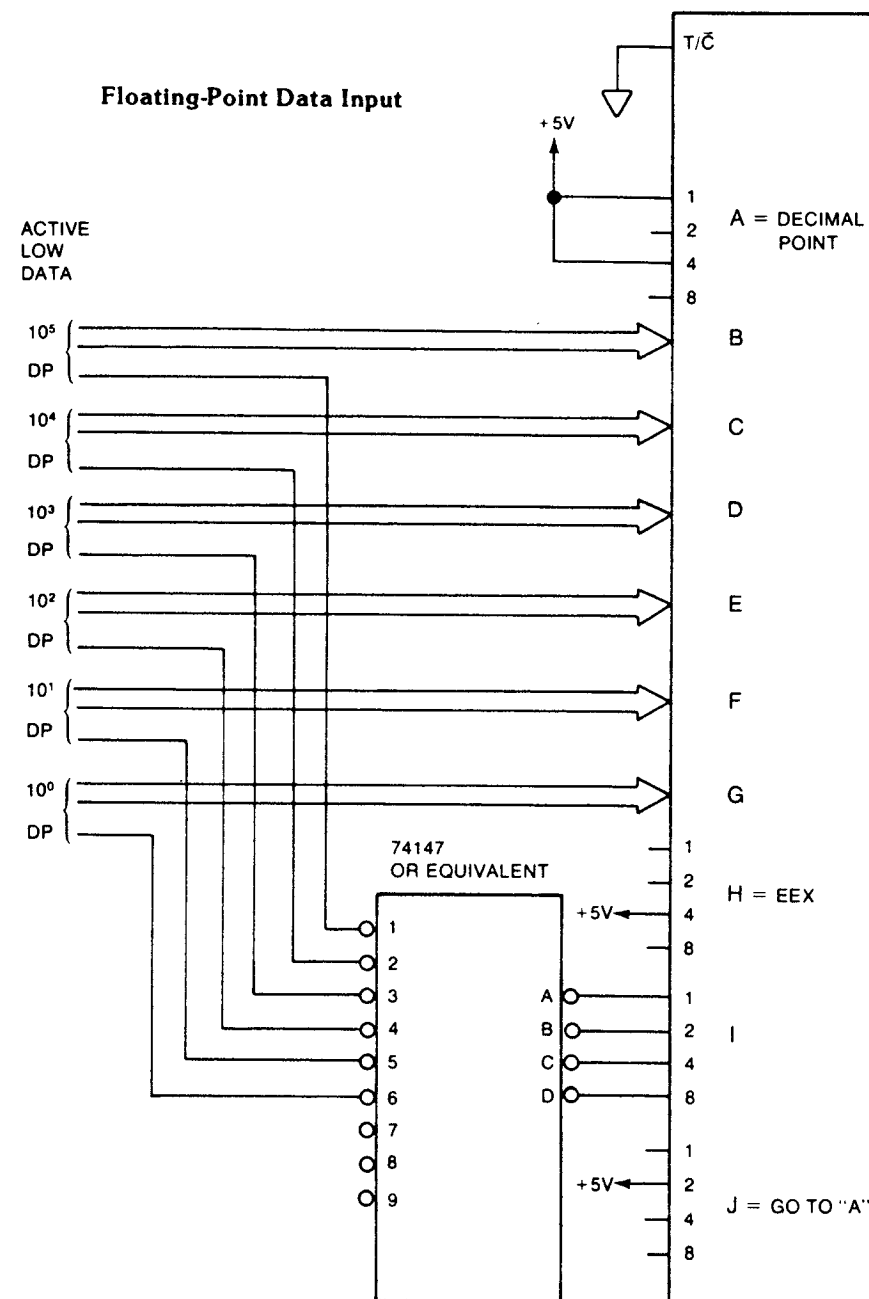 T/C̄
Floating-Point Data Input
+5V
1
2
4
8
A = DECIMAL
POINT
ACTIVE
LOW
DATA
10⁵
DP
B
10⁴
DP
C
10³
DP
D
10²
DP
E
10¹
DP
F
10⁰
DP
G
74147
OR EQUIVALENT
1
2
3
4
5
6
7
8
9
A
B
C
D
1
2
+5V
4
8
H = EEX
1
2
4
8
I
1
+5V
2
4
8
J = GO TO "A"